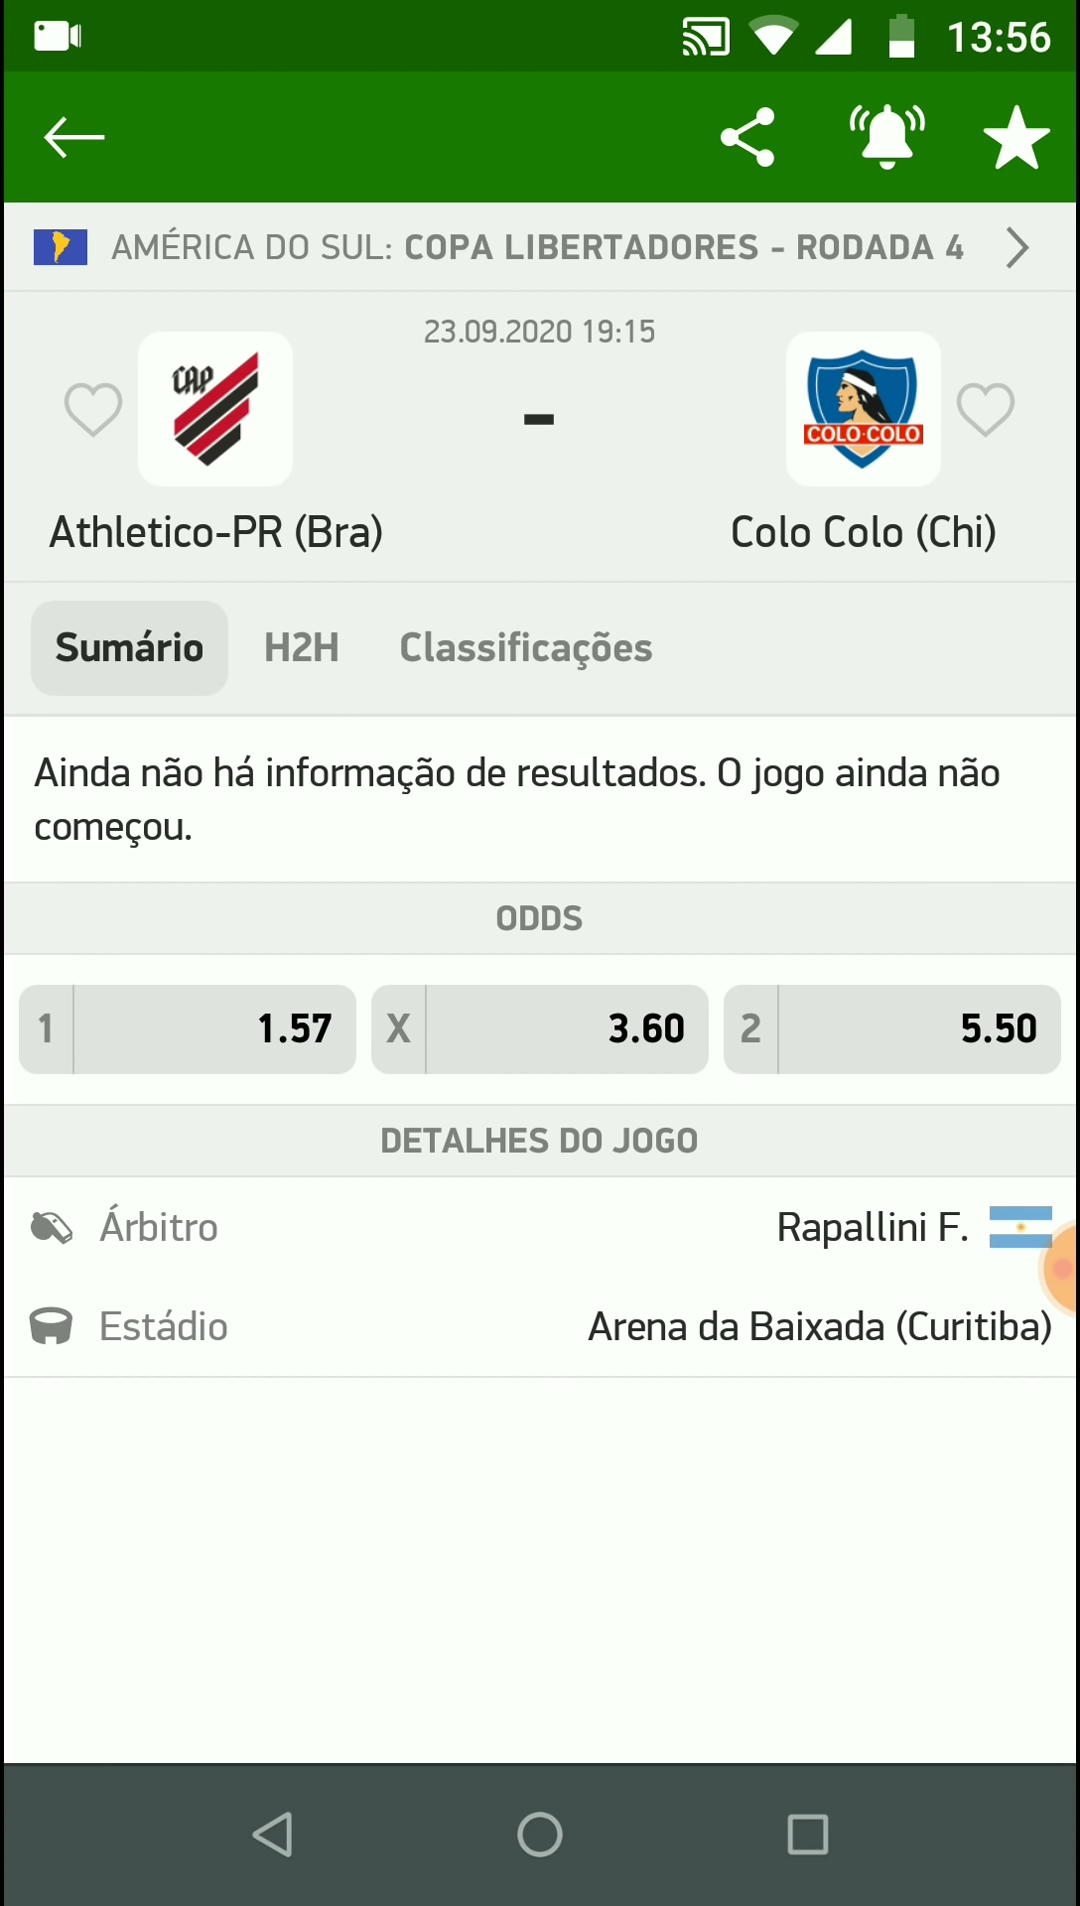 13:56
AMÉRICA DO SUL: COPA LIBERTADORES - RODADA 4
23.09.2020 19:15
CAP
-
COLO·COLO
Athletico-PR (Bra)
Colo Colo (Chi)
Sumário H2H Classificações
Ainda não há informação de resultados. O jogo ainda não
começou.
ODDS
1 1.57 X 3.60 2 5.50
DETALHES DO JOGO
Árbitro Rapallini F.
Estádio Arena da Baixada (Curitiba)